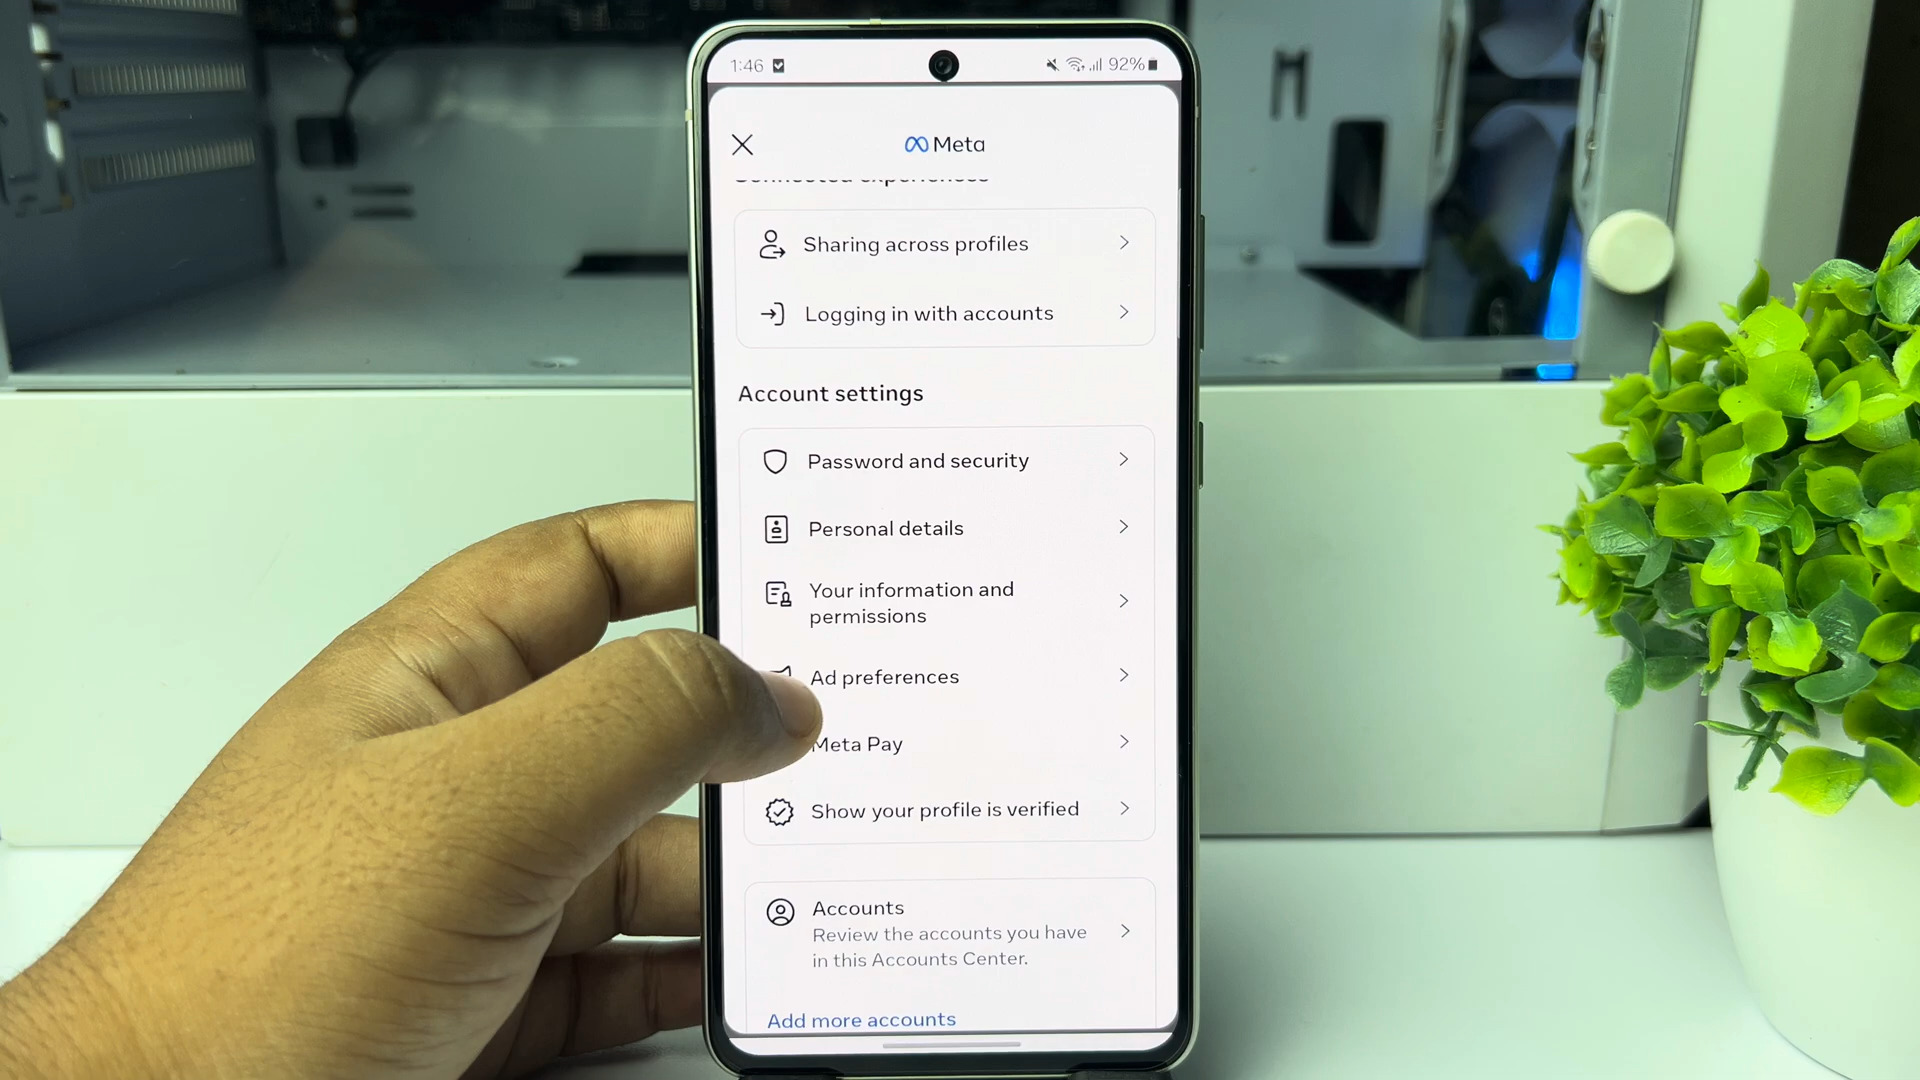 1:46
92%
Meta
Connected experiences
Sharing across profiles
Logging in with accounts
Account settings
Password and security
Personal details
Your information and
permissions
Ad preferences
Meta Pay
Show your profile is verified
Accounts
Review the accounts you have
in this Accounts Center.
Add more accounts